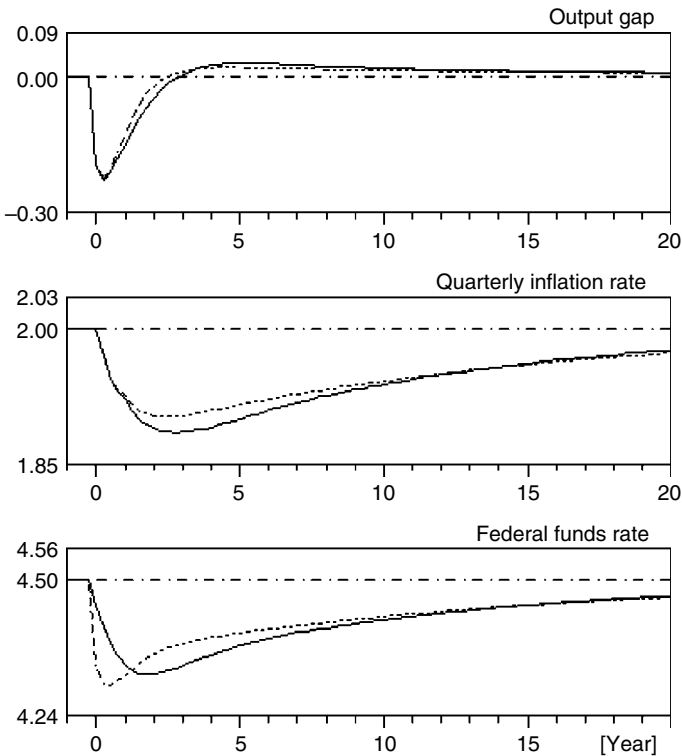 Output gap
0.09
0.00
–0.30
0 5 10 15 20
Quarterly inflation rate
2.03
2.00
1.85
0 5 10 15 20
Federal funds rate
4.56
4.50
4.24
0 5 10 15 [Year] 20